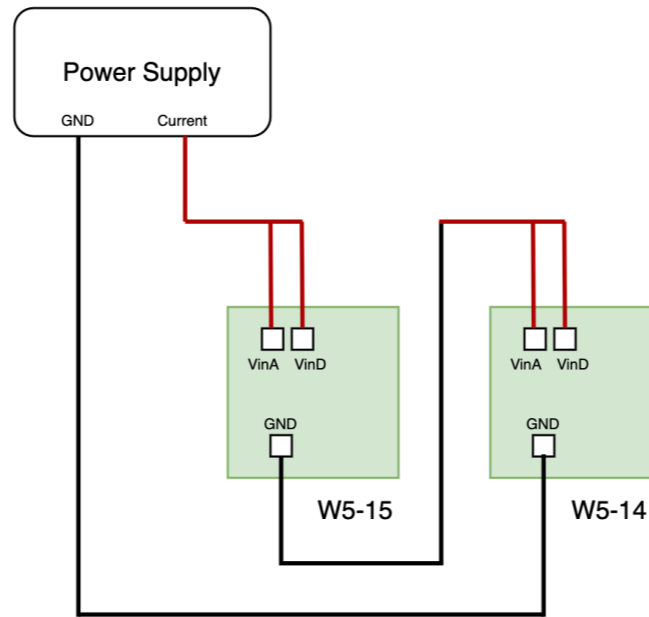 Power Supply
GND Current
VinA VinD
GND
W5-15
VinA VinD
GND
W5-14